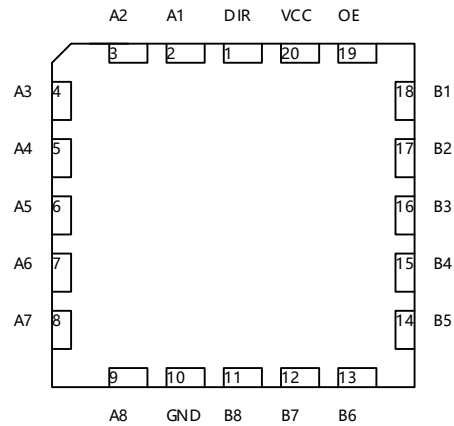 A2 A1 DIR VCC OE
3 2 1 20 19
A3 4 18 B1
A4 5 17 B2
A5 6 16 B3
A6 7 15 B4
A7 8 14 B5
9 10 11 12 13
A8 GND B8 B7 B6